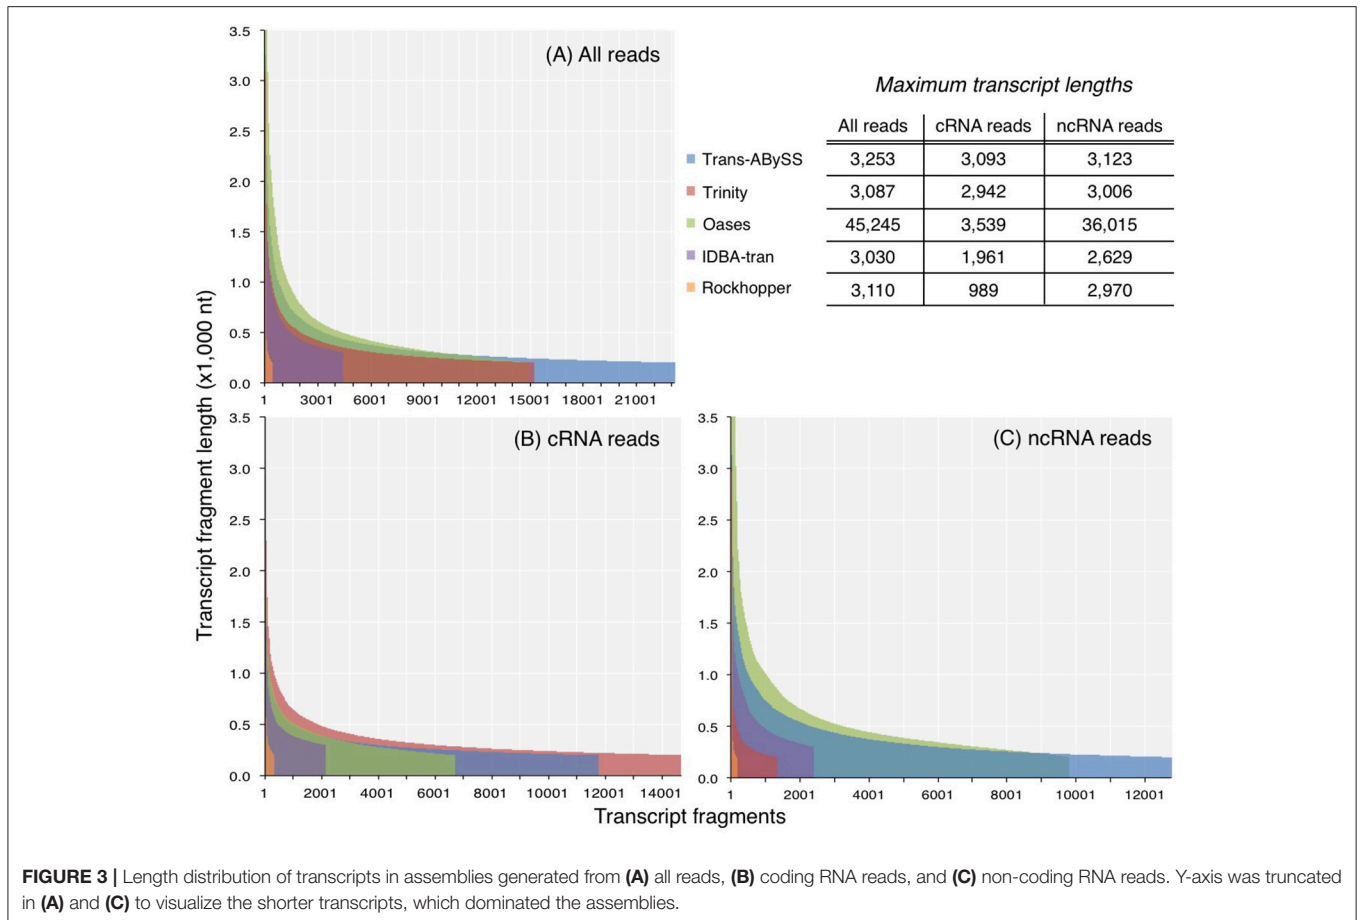 (A) All reads
3.5
3.0
2.5
2.0
1.5
1.0
0.5
0.0
1 3001 6001 9001 12001 15001 18001 21001
Maximum transcript lengths
All reads cRNA reads ncRNA reads
Trans-ABySS 3,253 3,093 3,123
Trinity 3,087 2,942 3,006
Oases 45,245 3,539 36,015
IDBA-tran 3,030 1,961 2,629
Rockhopper 3,110 989 2,970
Transcript fragment length (x1,000 nt)
(B) cRNA reads
3.5
3.0
2.5
2.0
1.5
1.0
0.5
0.0
1 2001 4001 6001 8001 10001 12001 14001
(C) ncRNA reads
3.5
3.0
2.5
2.0
1.5
1.0
0.5
0.0
1 2001 4001 6001 8001 10001 12001
Transcript fragments
FIGURE 3 | Length distribution of transcripts in assemblies generated from (A) all reads, (B) coding RNA reads, and (C) non-coding RNA reads. Y-axis was truncated
in (A) and (C) to visualize the shorter transcripts, which dominated the assemblies.